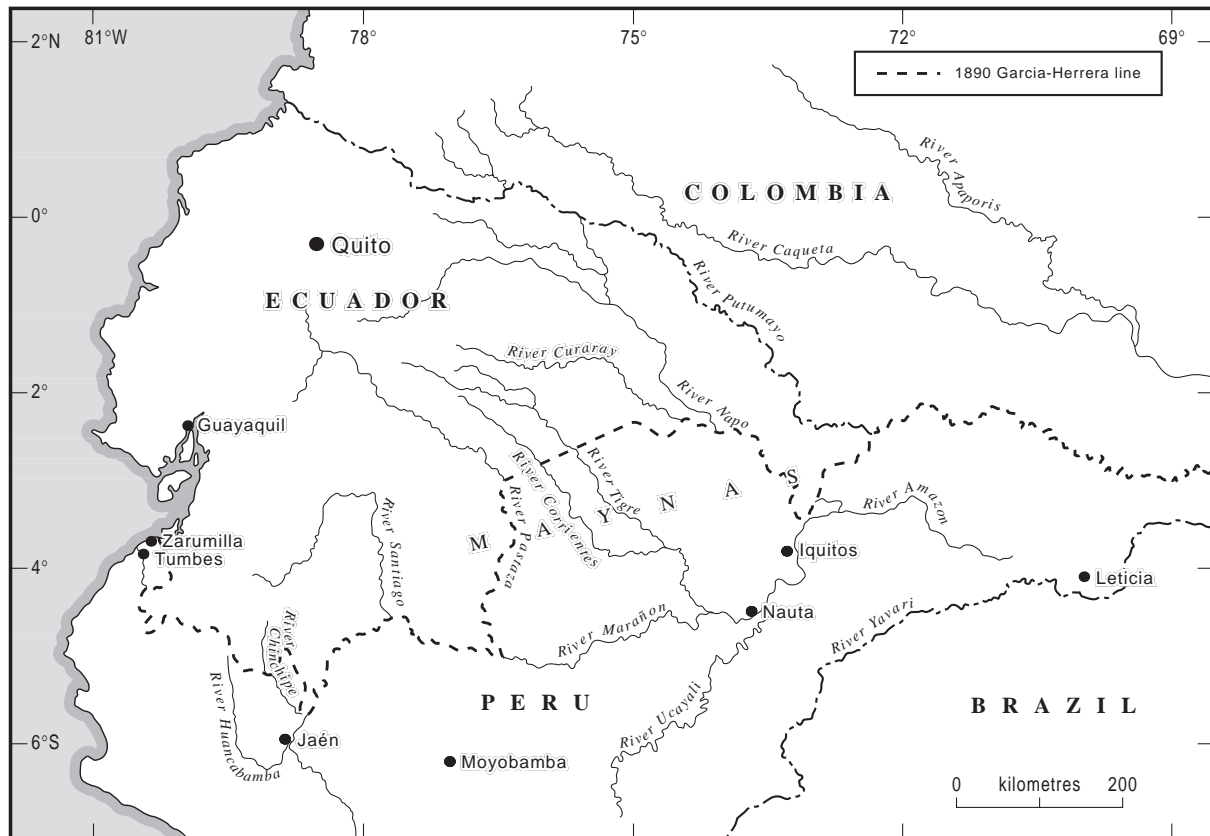 81°W
78°
75°
72°
69°
2°N
1890 Garcia-Herrera line
River Apaporis
COLOMBIA
0°
Quito
River Caqueta
ECUADOR
River Putumayo
River Curaray
2°
River Napo
Guayaquil
River Tigre
River Corrientes
MAYNAS
River Pastaza
River Santiago
River Amazon
Zarumilla
Tumbes
Iquitos
4°
Leticia
Nauta
River Marañon
River Yavari
River Chinchipe
River Huancabamba
PERU
River Ucayali
BRAZIL
6°S
Jaén
Moyobamba
0 kilometres 200